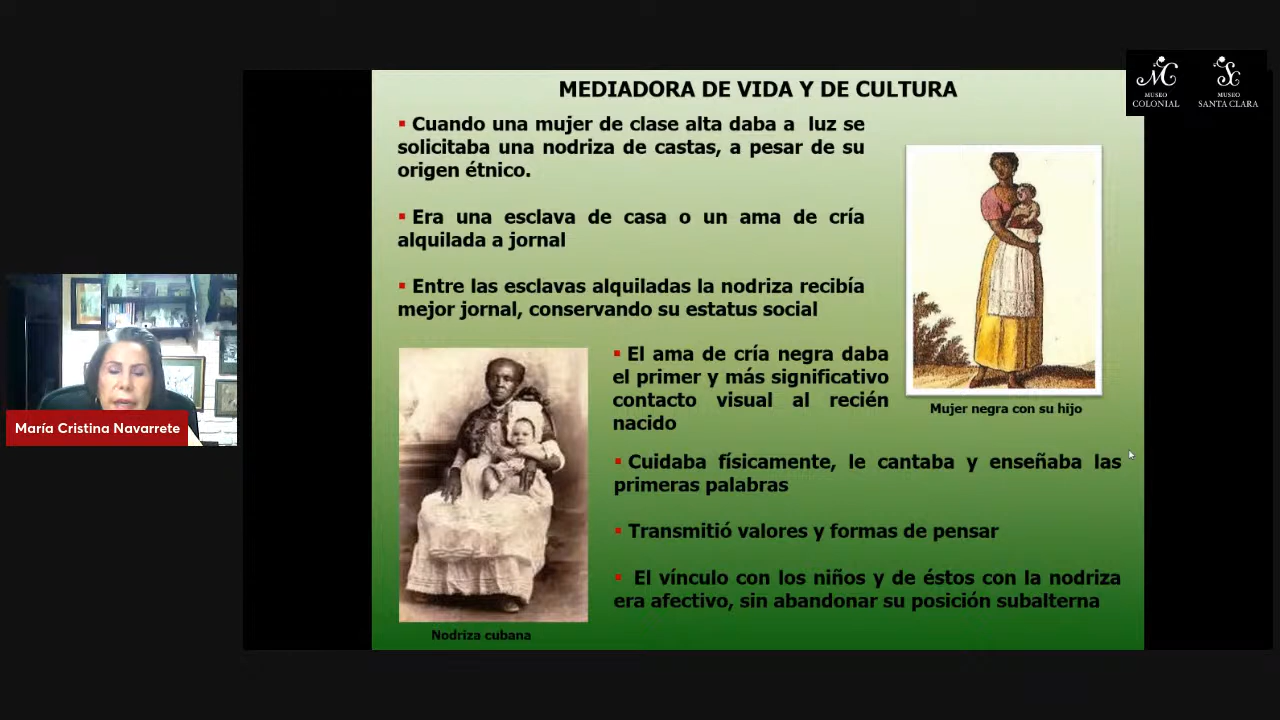 MEDIADORA DE VIDA Y DE CULTURA
MUSEO
COLONIAL
MUSEO
SANTA CLARA
▪ Cuando una mujer de clase alta daba a luz se
solicitaba una nodriza de castas, a pesar de su
origen étnico.
▪ Era una esclava de casa o un ama de cría
alquilada a jornal
▪ Entre las esclavas alquiladas la nodriza recibía
mejor jornal, conservando su estatus social
▪ El ama de cría negra daba
el primer y más significativo
contacto visual al recién
nacido
Mujer negra con su hijo
▪ Cuidaba físicamente, le cantaba y enseñaba las
primeras palabras
▪ Transmitió valores y formas de pensar
▪ El vínculo con los niños y de éstos con la nodriza
era afectivo, sin abandonar su posición subalterna
Nodriza cubana
María Cristina Navarrete